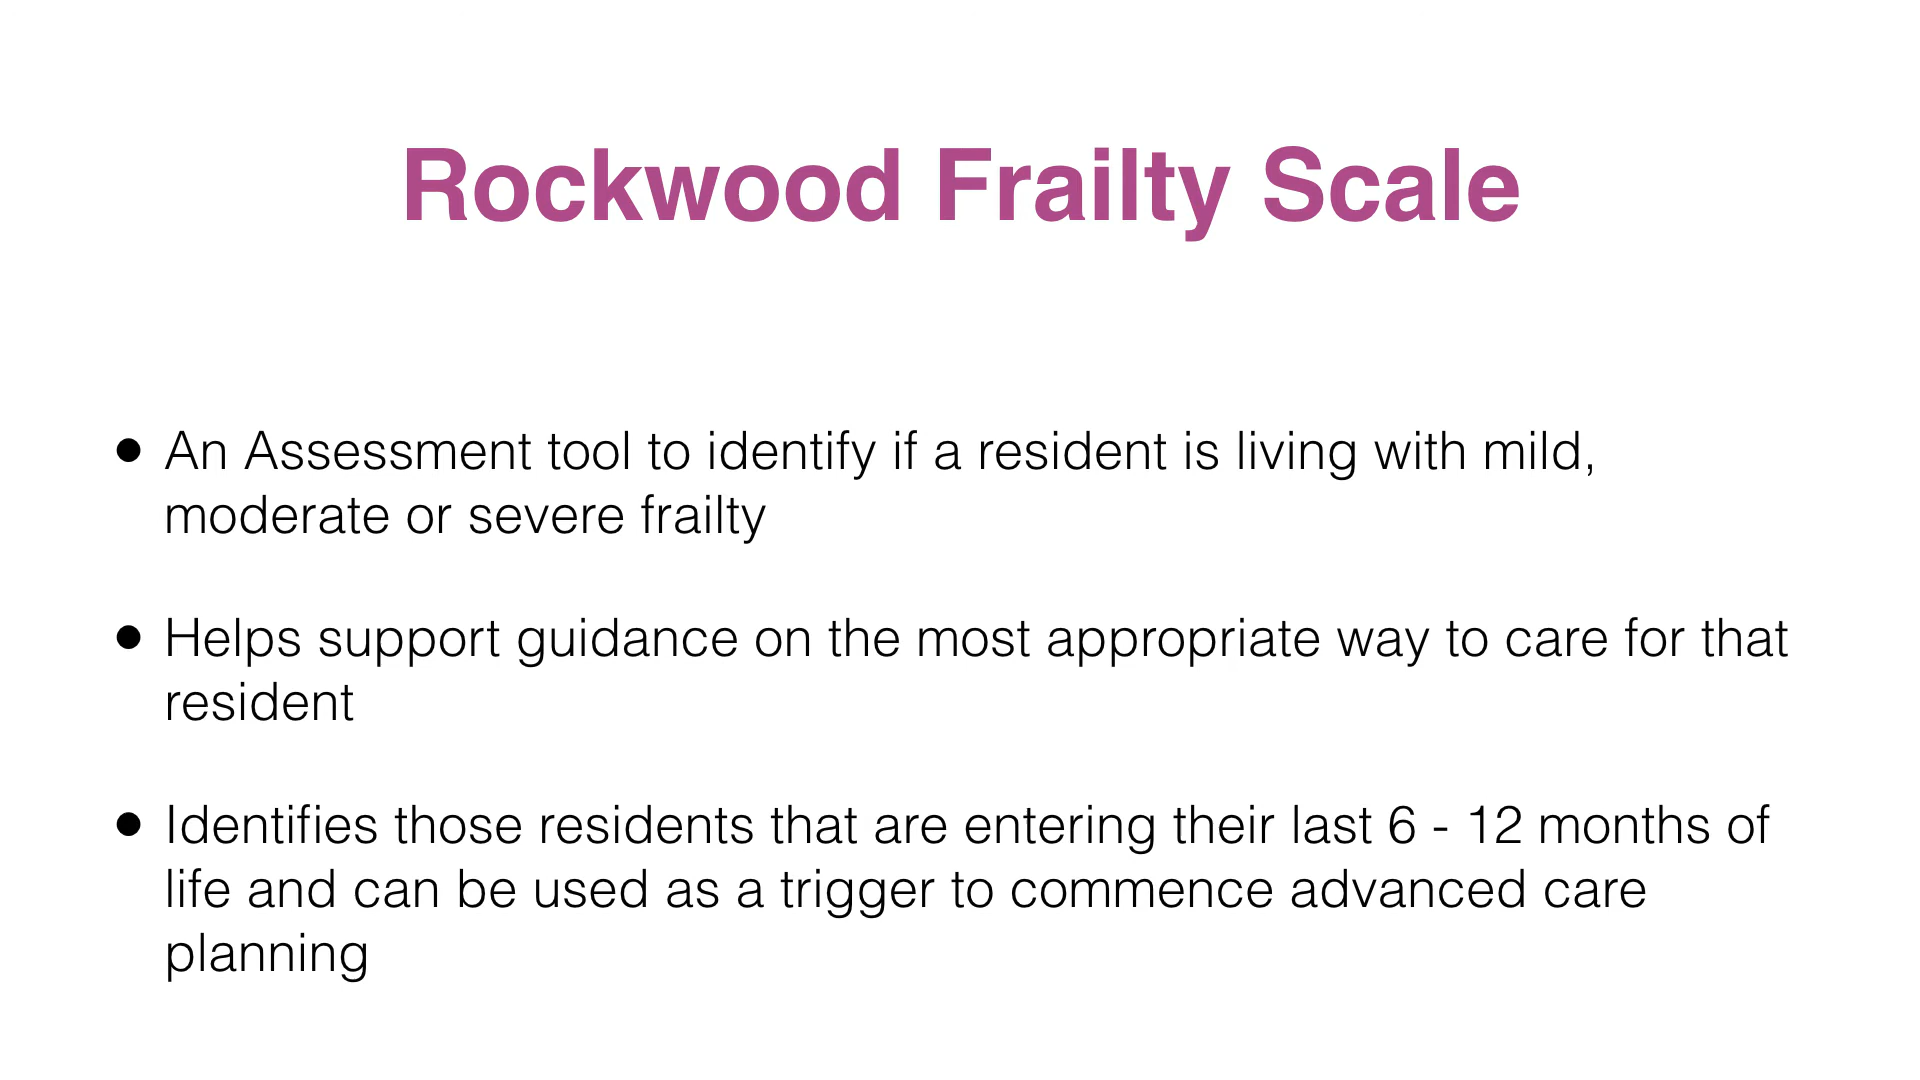 Rockwood Frailty Scale
• An Assessment tool to identify if a resident is living with mild,
moderate or severe frailty
• Helps support guidance on the most appropriate way to care for that
resident
• Identifies those residents that are entering their last 6 - 12 months of
life and can be used as a trigger to commence advanced care
planning